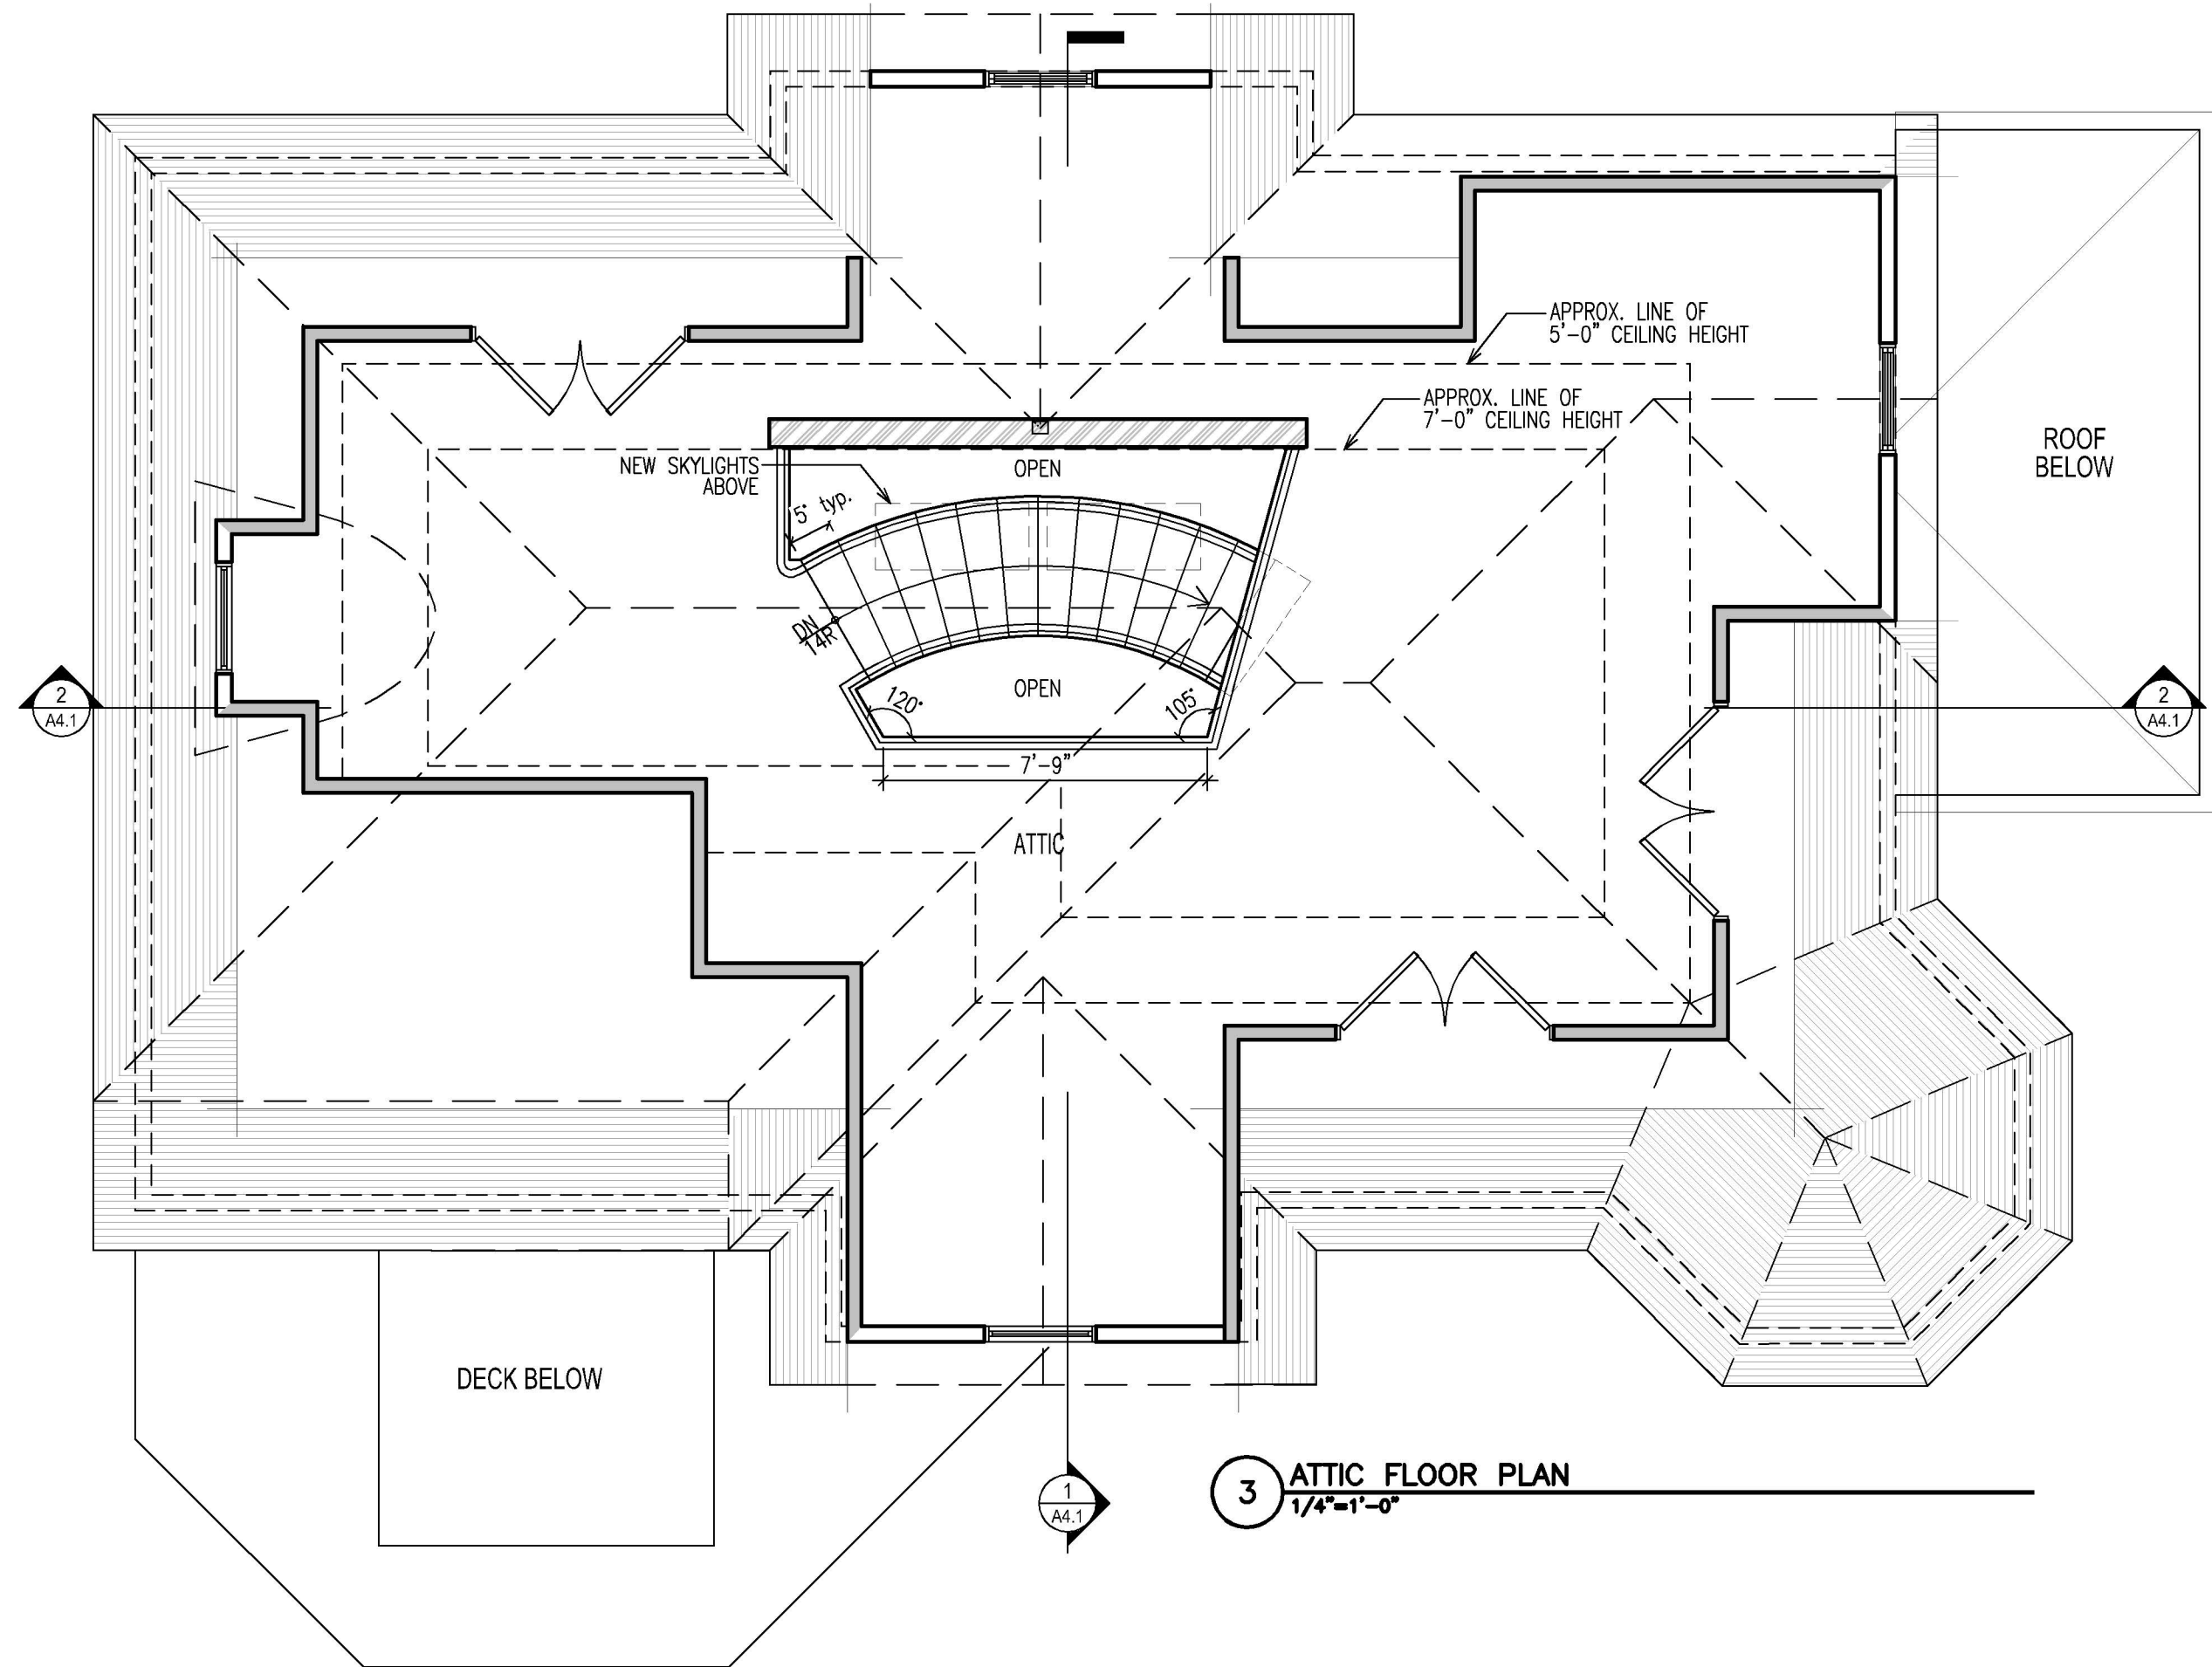 APPROX. LINE OF
5'-0" CEILING HEIGHT
APPROX. LINE OF
7'-0" CEILING HEIGHT
ROOF
BELOW
NEW SKYLIGHTS
ABOVE
OPEN
5° typ.
DN
14R
OPEN
120°
105°
2
A4.1
2
A4.1
7'-9"
ATTIC
DECK BELOW
1
A4.1
3
ATTIC FLOOR PLAN
1/4"=1'-0"